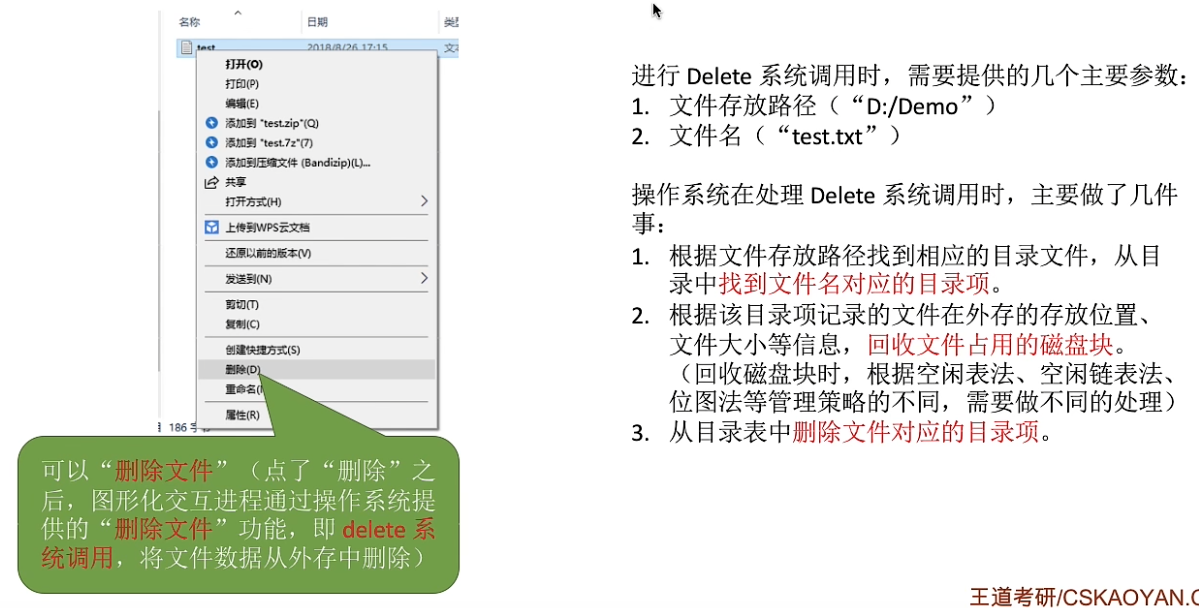 名称
日期
类型
test
2018/8/26 17:15
文本
打开(O)
打印(P)
编辑(E)
添加到 "test.zip"(Q)
添加到 "test.7z"(7)
添加到压缩文件 (Bandizip)(L)...
共享
打开方式(H)
上传到WPS云文档
还原以前的版本(V)
发送到(N)
剪切(T)
复制(C)
创建快捷方式(S)
删除(D)
重命名(
属性(R)
186 字
可以“删除文件”（点了“删除”之
后，图形化交互进程通过操作系统提
供的“删除文件”功能，即 delete 系
统调用，将文件数据从外存中删除）
进行 Delete 系统调用时，需要提供的几个主要参数：
1. 文件存放路径（“D:/Demo”）
2. 文件名（“test.txt”）
操作系统在处理 Delete 系统调用时，主要做了几件
事：
1. 根据文件存放路径找到相应的目录文件，从目
录中找到文件名对应的目录项。
2. 根据该目录项记录的文件在外存的存放位置、
文件大小等信息，回收文件占用的磁盘块。
（回收磁盘块时，根据空闲表法、空闲链表法、
位图法等管理策略的不同，需要做不同的处理）
3. 从目录表中删除文件对应的目录项。
王道考研/CSKAOYAN.C